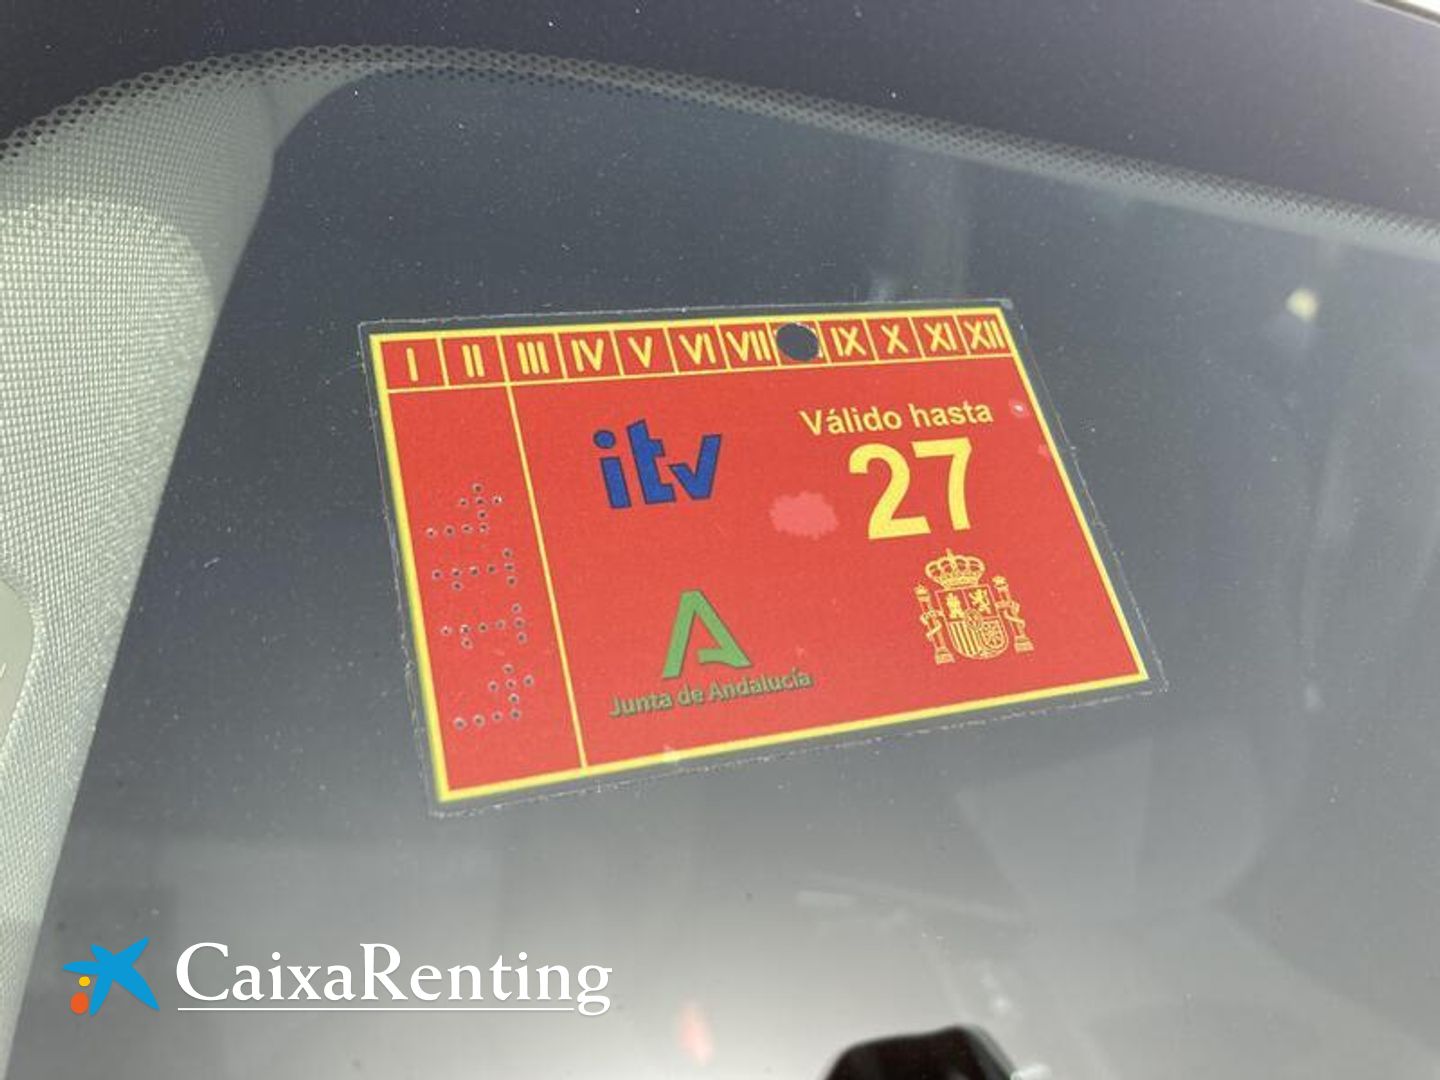 I II III IV V VI VII IX X XI XII
Válido hasta
27
itv
Junta de Andalucía
CaixaRenting